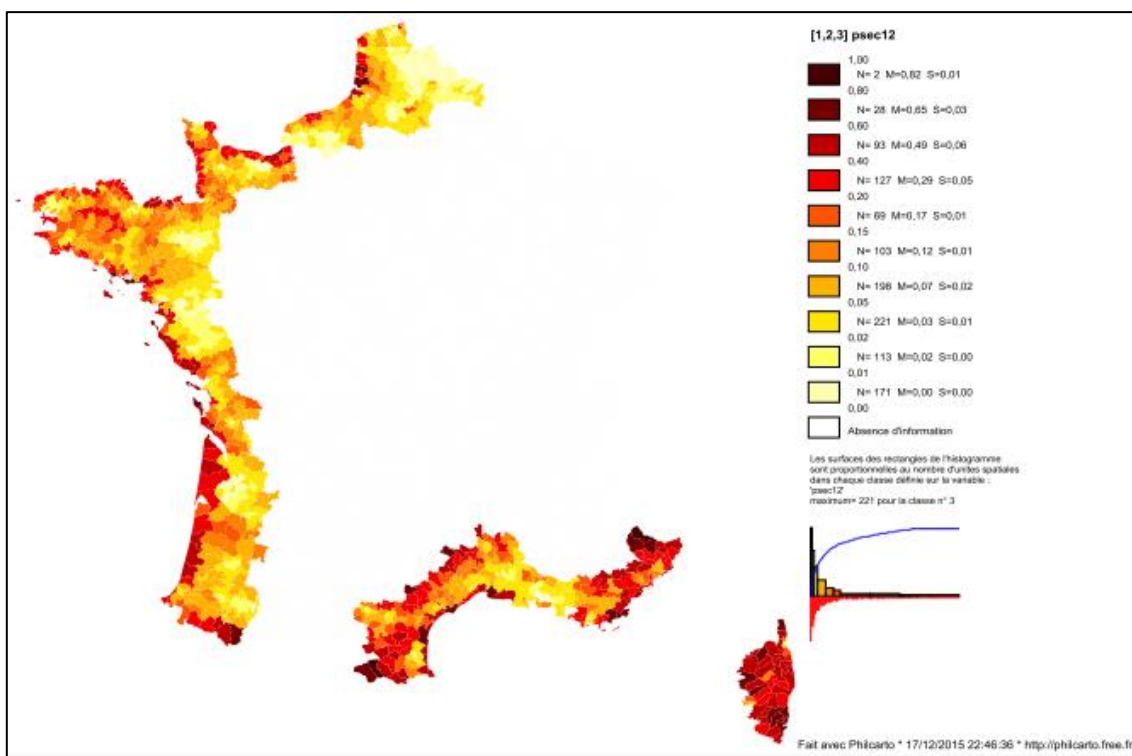 [1,2,3] psec12
1,00
N= 2 M=0,82 S=0,01
0,80
N= 28 M=0,65 S=0,03
0,60
N= 93 M=0,49 S=0,06
0,40
N= 127 M=0,29 S=0,05
0,20
N= 69 M=0,17 S=0,01
0,15
N= 103 M=0,12 S=0,01
0,10
N= 198 M=0,07 S=0,02
0,05
N= 221 M=0,03 S=0,01
0,02
N= 113 M=0,02 S=0,00
0,01
N= 171 M=0,00 S=0,00
0,00
Absence d'information
Les surfaces des rectangles de l'histogramme
sont proportionnelles au nombre d'unites spatiales
dans chaque classe définie sur la variable :
'psec12'
maximum= 221 pour la classe n° 3
Fait avec Philcarto * 17/12/2015 22:46:36 * http://philcarto.free.fr